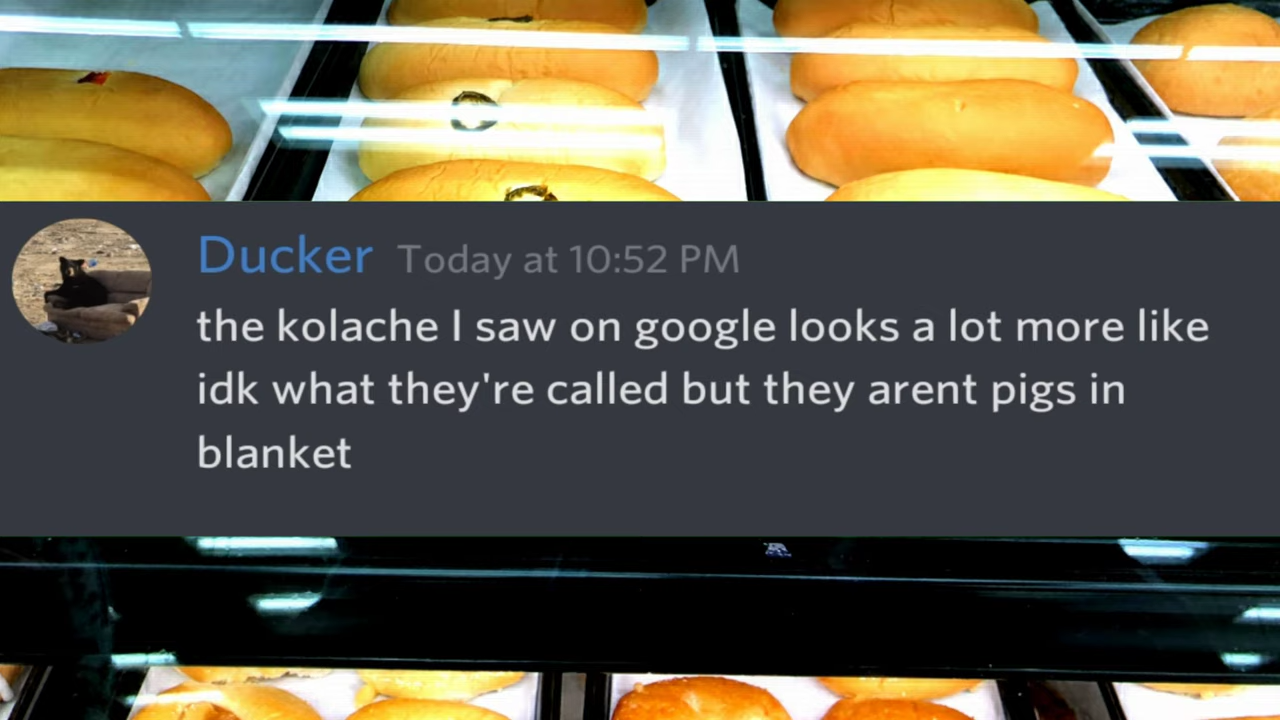 Ducker Today at 10:52 PM
the kolache I saw on google looks a lot more like
idk what they're called but they arent pigs in
blanket